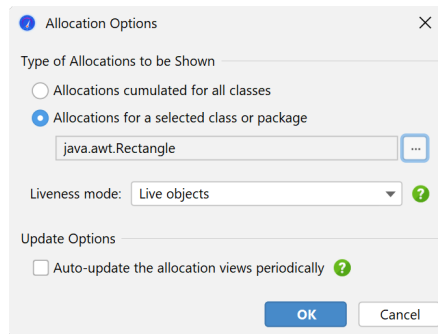 Allocation Options
Type of Allocations to be Shown
Allocations cumulated for all classes
Allocations for a selected class or package
java.awt.Rectangle ...
Liveness mode: Live objects
Update Options
Auto-update the allocation views periodically
OK Cancel